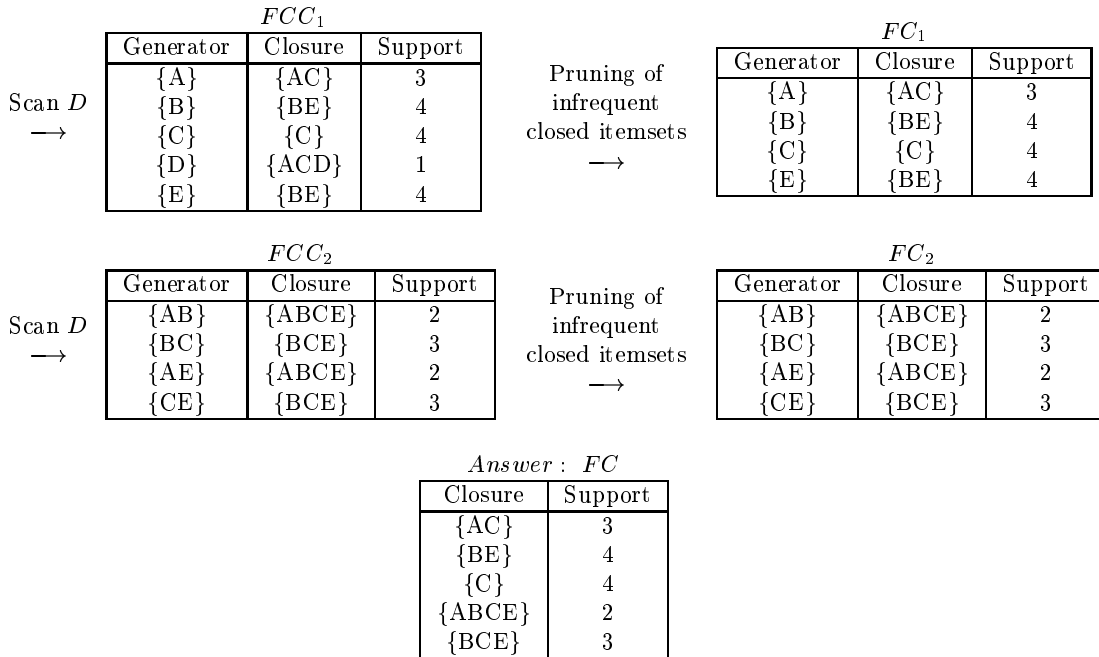 FCC1
Generator Closure Support
{A} {AC} 3
{B} {BE} 4
{C} {C} 4
{D} {ACD} 1
{E} {BE} 4
Scan D
→
Pruning of
infrequent
closed itemsets
→
FC1
Generator Closure Support
{A} {AC} 3
{B} {BE} 4
{C} {C} 4
{E} {BE} 4
FCC2
Generator Closure Support
{AB} {ABCE} 2
{BC} {BCE} 3
{AE} {ABCE} 2
{CE} {BCE} 3
Scan D
→
Pruning of
infrequent
closed itemsets
→
FC2
Generator Closure Support
{AB} {ABCE} 2
{BC} {BCE} 3
{AE} {ABCE} 2
{CE} {BCE} 3
Answer : FC
Closure Support
{AC} 3
{BE} 4
{C} 4
{ABCE} 2
{BCE} 3